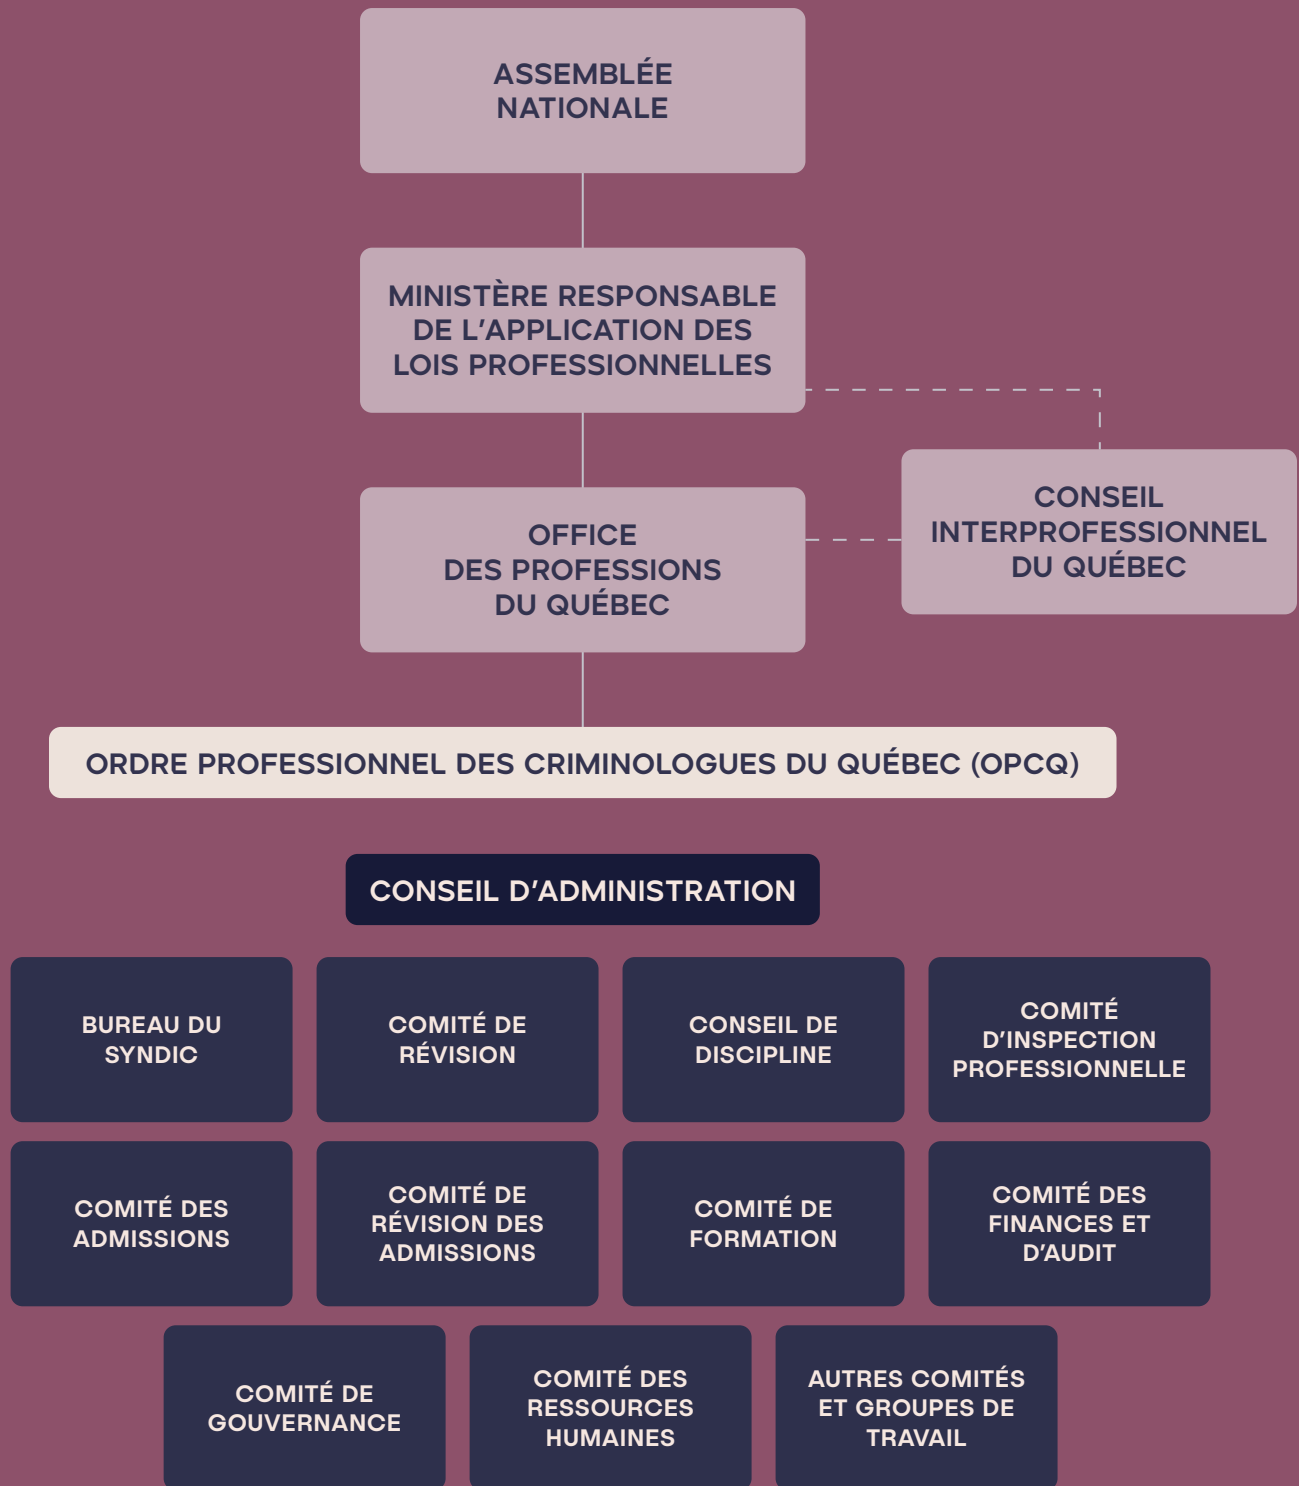 ASSEMBLÉE
NATIONALE
MINISTÈRE RESPONSABLE
DE L'APPLICATION DES
LOIS PROFESSIONNELLES
OFFICE
DES PROFESSIONS
DU QUÉBEC
CONSEIL
INTERPROFESSIONNEL
DU QUÉBEC
ORDRE PROFESSIONNEL DES CRIMINOLOGUES DU QUÉBEC (OPCQ)
CONSEIL D'ADMINISTRATION
BUREAU DU
SYNDIC
COMITÉ DE
RÉVISION
CONSEIL DE
DISCIPLINE
COMITÉ
D'INSPECTION
PROFESSIONNELLE
COMITÉ DES
ADMISSIONS
COMITÉ DE
RÉVISION DES
ADMISSIONS
COMITÉ DE
FORMATION
COMITÉ DES
FINANCES ET
D'AUDIT
COMITÉ DE
GOUVERNANCE
COMITÉ DES
RESSOURCES
HUMAINES
AUTRES COMITÉS
ET GROUPES DE
TRAVAIL